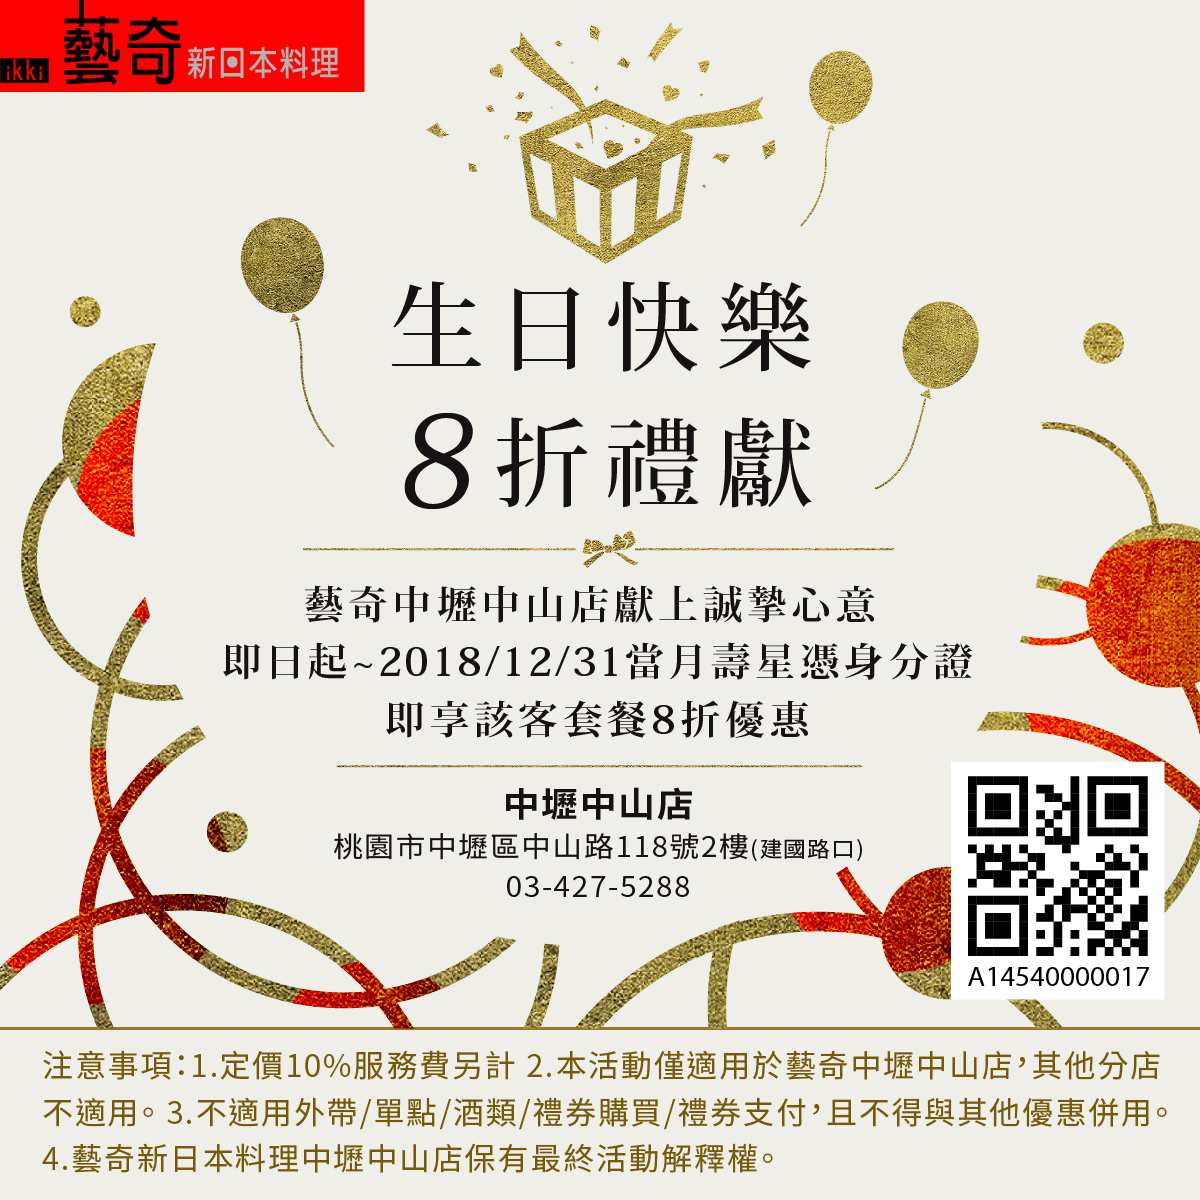 ikki 藝奇 新日本料理
生日快樂
8折禮獻
藝奇中壢中山店獻上誠摯心意
即日起~2018/12/31當月壽星憑身分證
即享該客套餐8折優惠
中壢中山店
桃園市中壢區中山路118號2樓(建國路口)
03-427-5288
A14540000017
注意事項：1.定價10%服務費另計 2.本活動僅適用於藝奇中壢中山店，其他分店
不適用。3.不適用外帶/單點/酒類/禮券購買/禮券支付，且不得與其他優惠併用。
4.藝奇新日本料理中壢中山店保有最終活動解釋權。